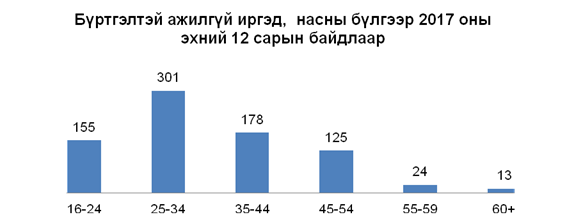 Бүртгэлтэй ажилгүй иргэд, насны бүлгээр 2017 оны
эхний 12 сарын байдлаар
301
178
155
125
24
13
16-24 25-34 35-44 45-54 55-59 60+